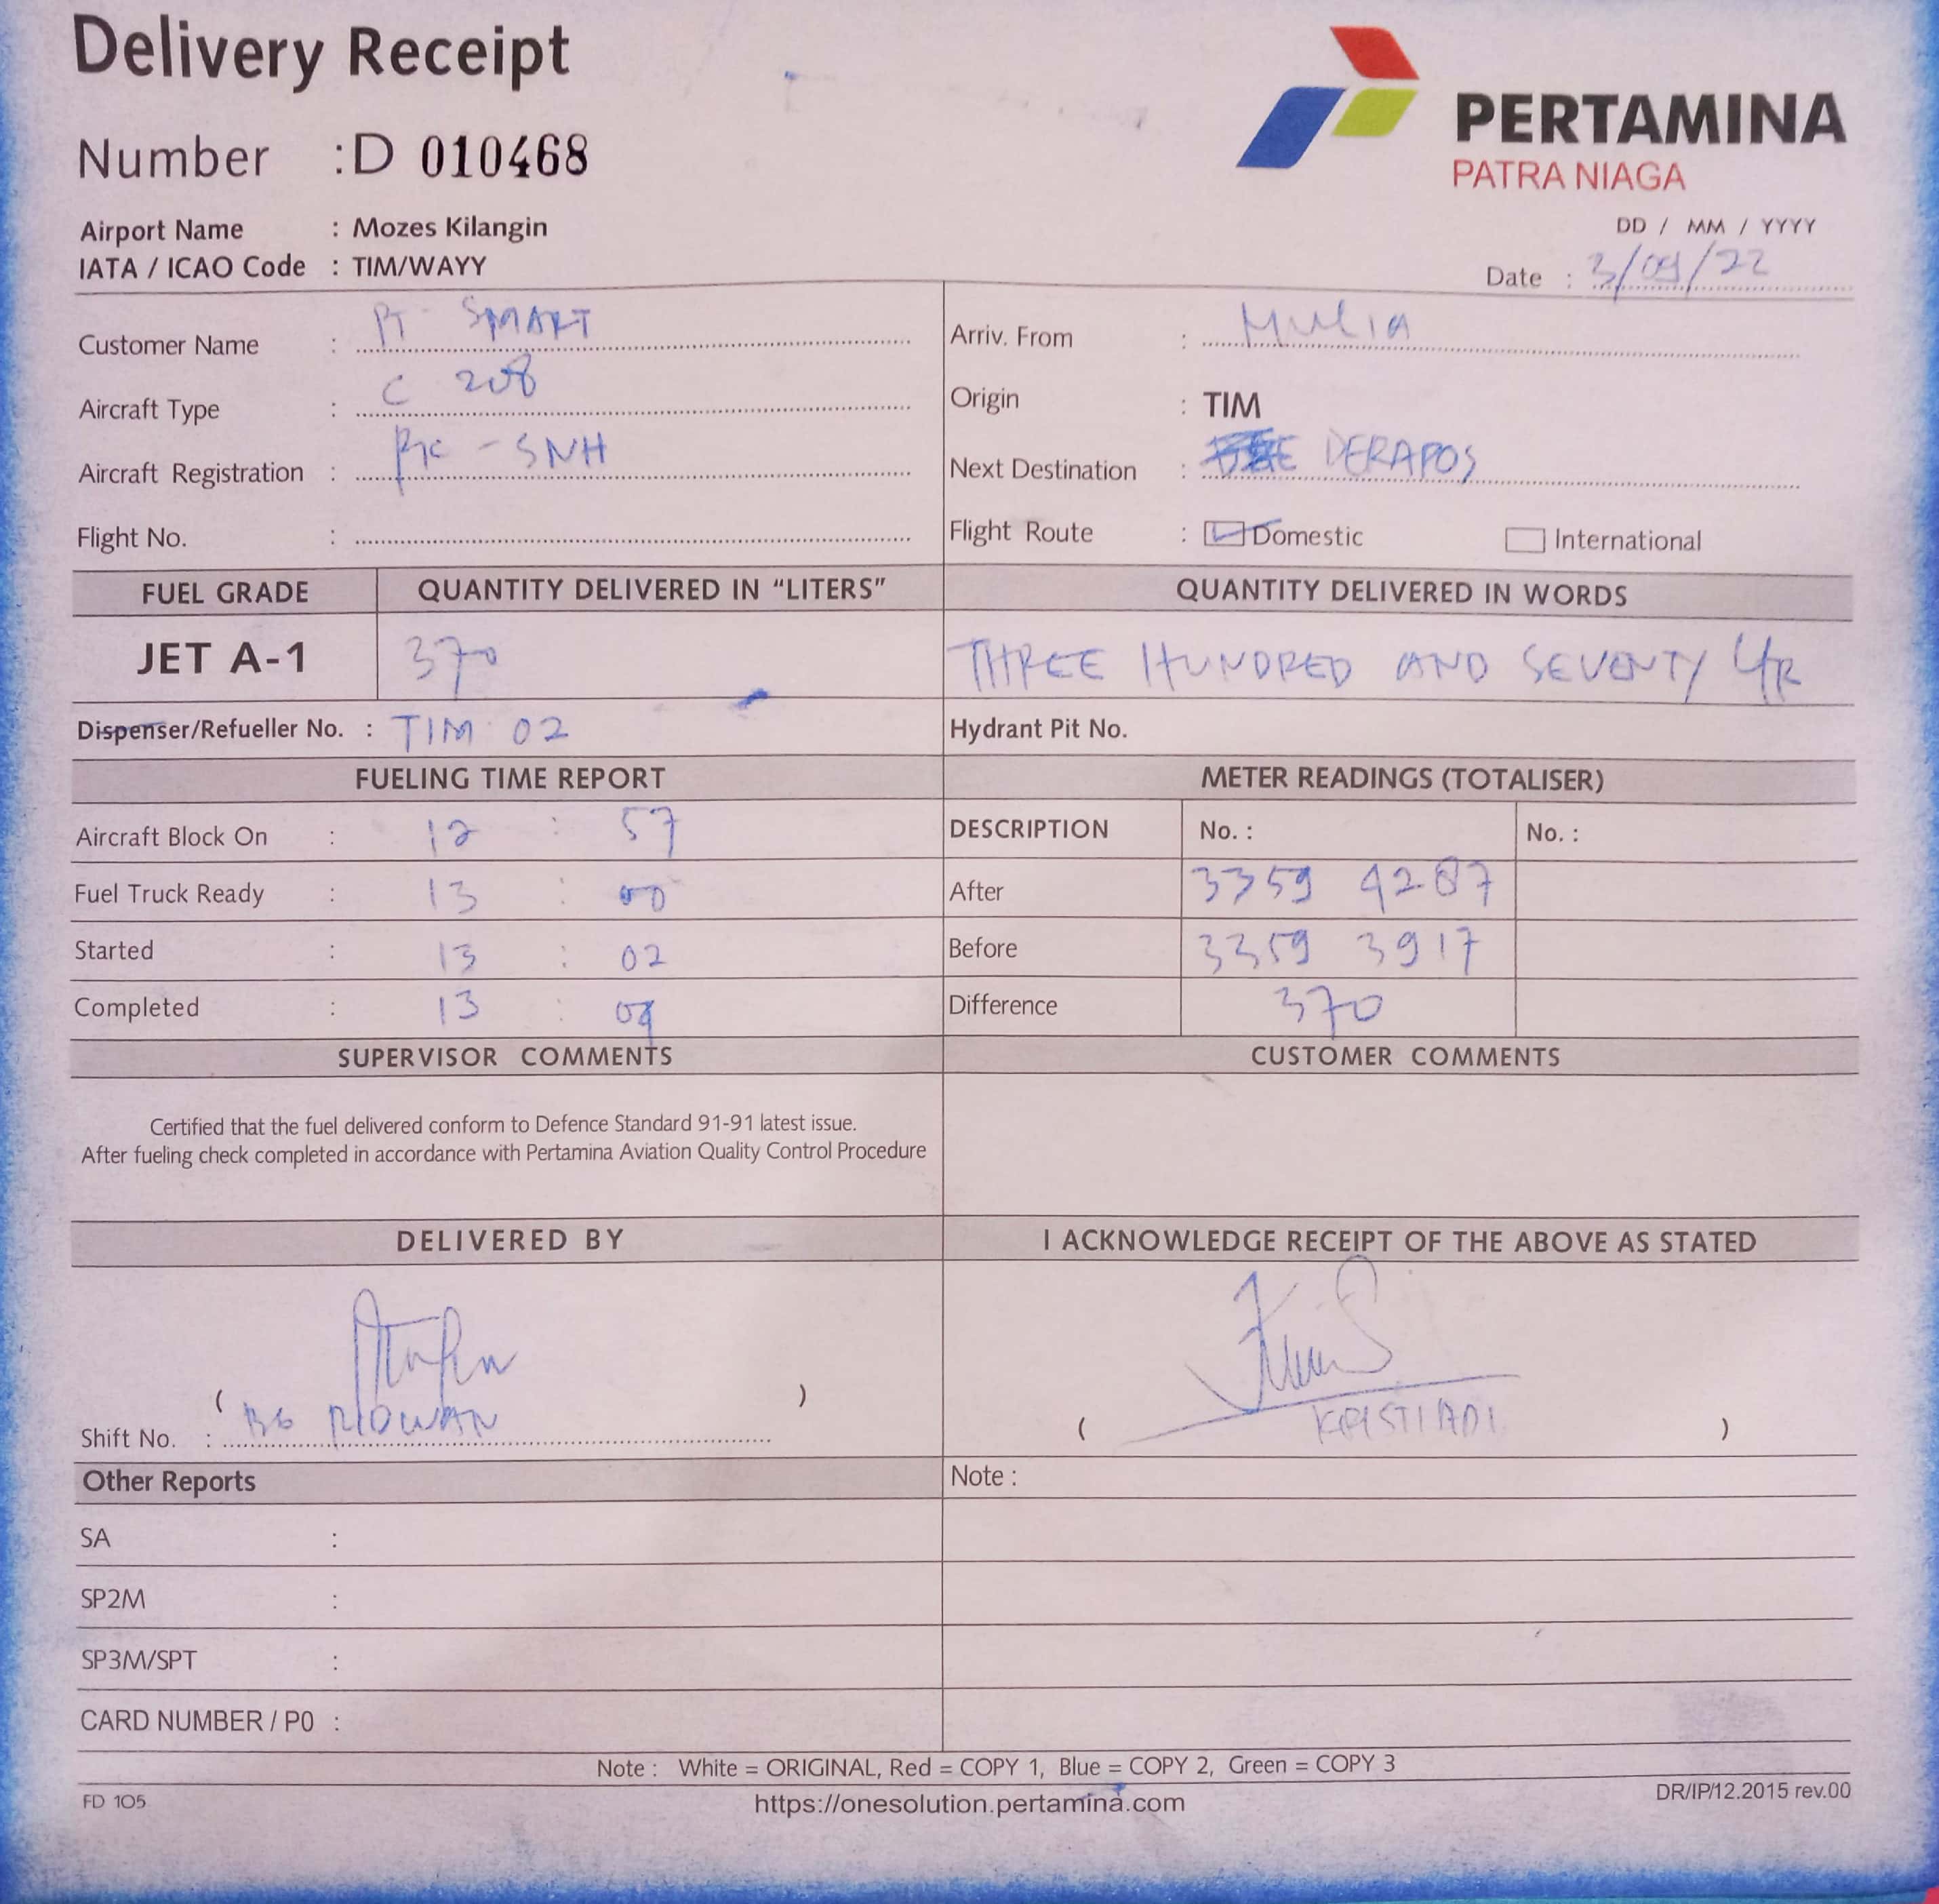 Delivery Receipt
Number : D 010468
PERTAMINA
PATRA NIAGA
Airport Name : Mozes Kilangin
IATA / ICAO Code : TIM/WAYY
DD / MM / YYYY
Date : 3/09/22
Customer Name : PT SMART
Arriv. From : MULIA
Aircraft Type : C 208
Origin : TIM
Aircraft Registration : PK - SNH
Next Destination : DERAPOS
Flight No. :
Flight Route : Domestic International
FUEL GRADE QUANTITY DELIVERED IN "LITERS" QUANTITY DELIVERED IN WORDS
JET A-1 370 THREE HUNDRED AND SEVENTY
Dispenser/Refueller No. : TIM 02 Hydrant Pit No.
FUELING TIME REPORT METER READINGS (TOTALISER)
Aircraft Block On : 12 : 57 DESCRIPTION No. : No. :
Fuel Truck Ready : 13 : 00 After 3359 4287
Started : 13 : 02 Before 3359 3917
Completed : 13 : Difference 370
SUPERVISOR COMMENTS CUSTOMER COMMENTS
Certified that the fuel delivered conform to Defence Standard 91-91 latest issue.
After fueling check completed in accordance with Pertamina Aviation Quality Control Procedure
DELIVERED BY I ACKNOWLEDGE RECEIPT OF THE ABOVE AS STATED
( )
Shift No. : RIDWAN
( KRISTIADI )
Other Reports Note :
SA :
SP2M :
SP3M/SPT :
CARD NUMBER / P0 :
Note : White = ORIGINAL, Red = COPY 1, Blue = COPY 2, Green = COPY 3
FD 105 https://onesolution.pertamina.com DR/IP/12.2015 rev.00